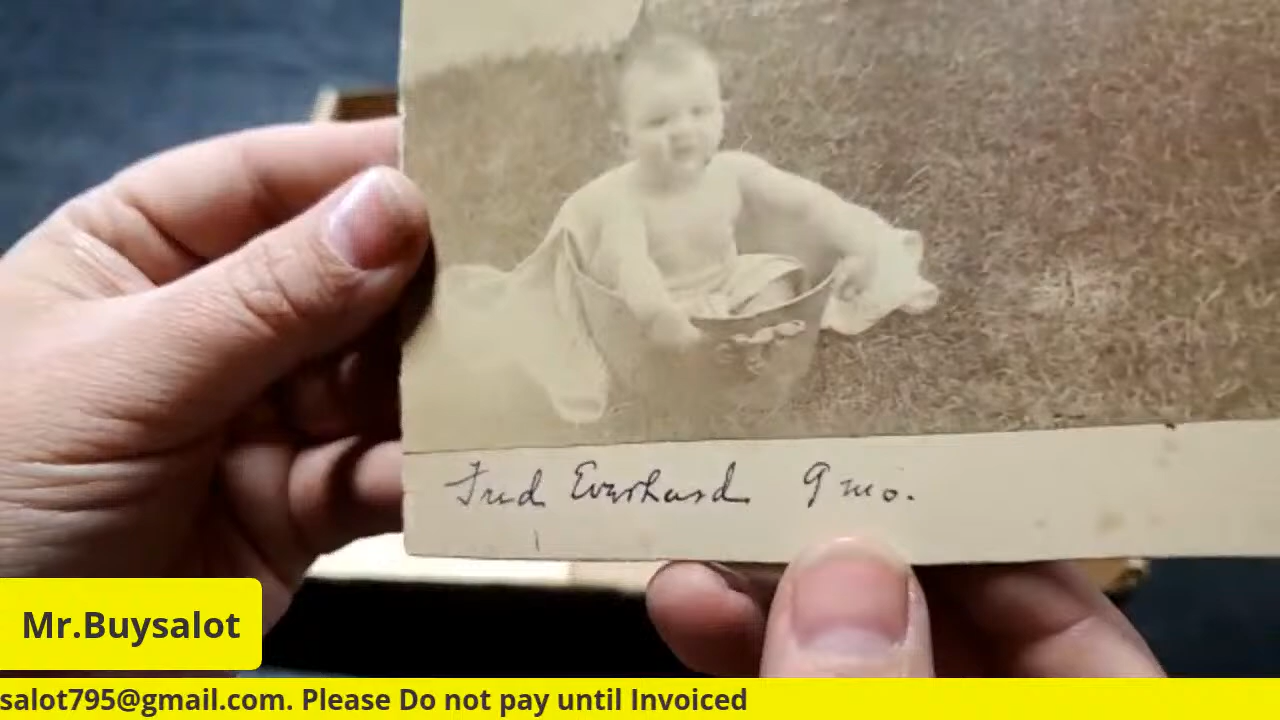 Fred Everhard 9 mo.
Mr.Buysalot
salot795@gmail.com. Please Do not pay until Invoiced